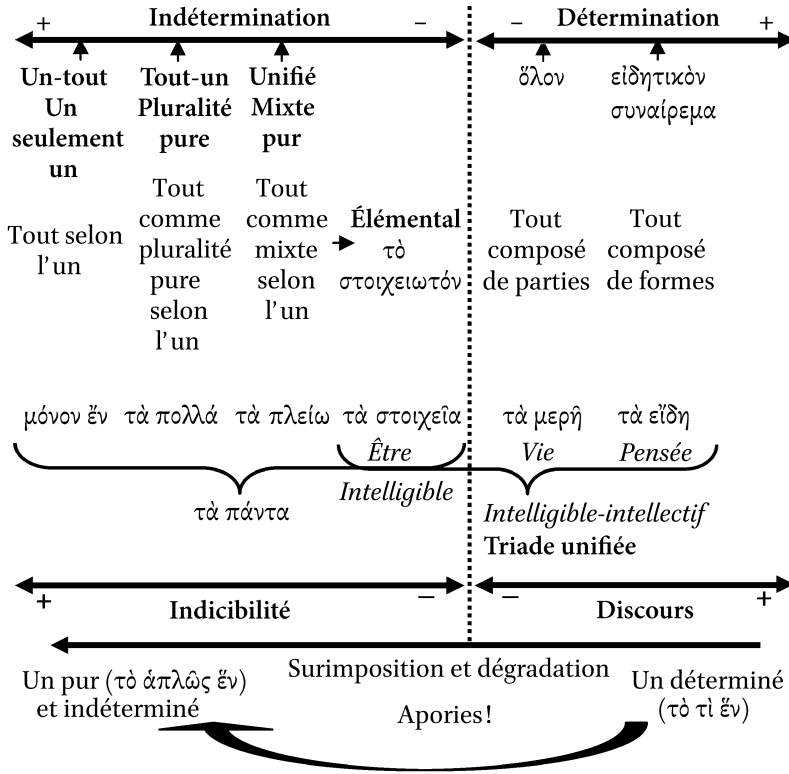 Indétermination Détermination
+ – – +
Un-tout
Un
seulement
un
Tout-un
Pluralité
pure
Unifié
Mixte
pur
ὅλον
εἰδητικὸν
συναίρεμα
Tout selon
l’un
Tout
comme
pluralité
pure
selon
l’un
Tout
comme
mixte
selon
l’un
Élémental
τὸ
στοιχειωτόν
Tout
composé
de parties
Tout
composé
de formes
μόνον ἔν τὰ πολλά τὰ πλείω τὰ στοιχεῖα τὰ μερῆ τὰ εἴδη
Être Vie Pensée
Intelligible
τὰ πάντα
Intelligible-intellectif
Triade unifiée
+ – – +
Indicibilité Discours
Surimposition et dégradation
Un pur (τὸ ἁπλῶς ἕν)
et indéterminé
Un déterminé
(τὸ τὶ ἕν)
Apories !